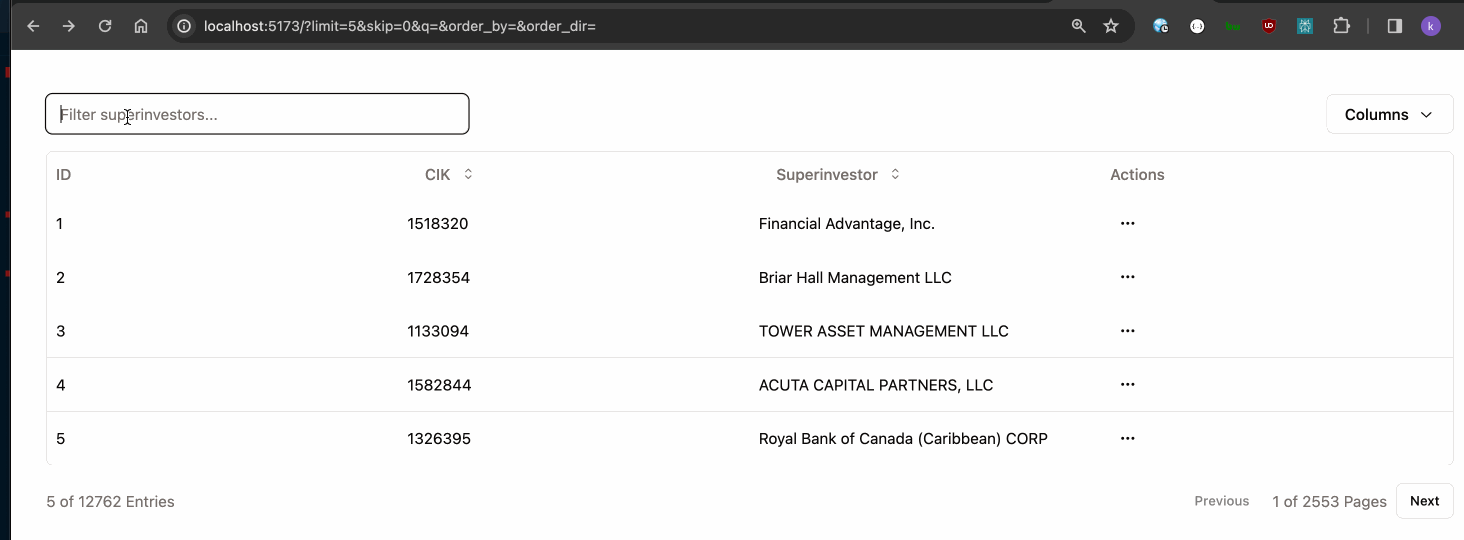 localhost:5173/?limit=5&skip=0&q=&order_by=&order_dir=
k
Filter superinvestors...
Columns
ID CIK Superinvestor Actions
1 1518320 Financial Advantage, Inc. ...
2 1728354 Briar Hall Management LLC ...
3 1133094 TOWER ASSET MANAGEMENT LLC ...
4 1582844 ACUTA CAPITAL PARTNERS, LLC ...
5 1326395 Royal Bank of Canada (Caribbean) CORP ...
5 of 12762 Entries Previous 1 of 2553 Pages Next